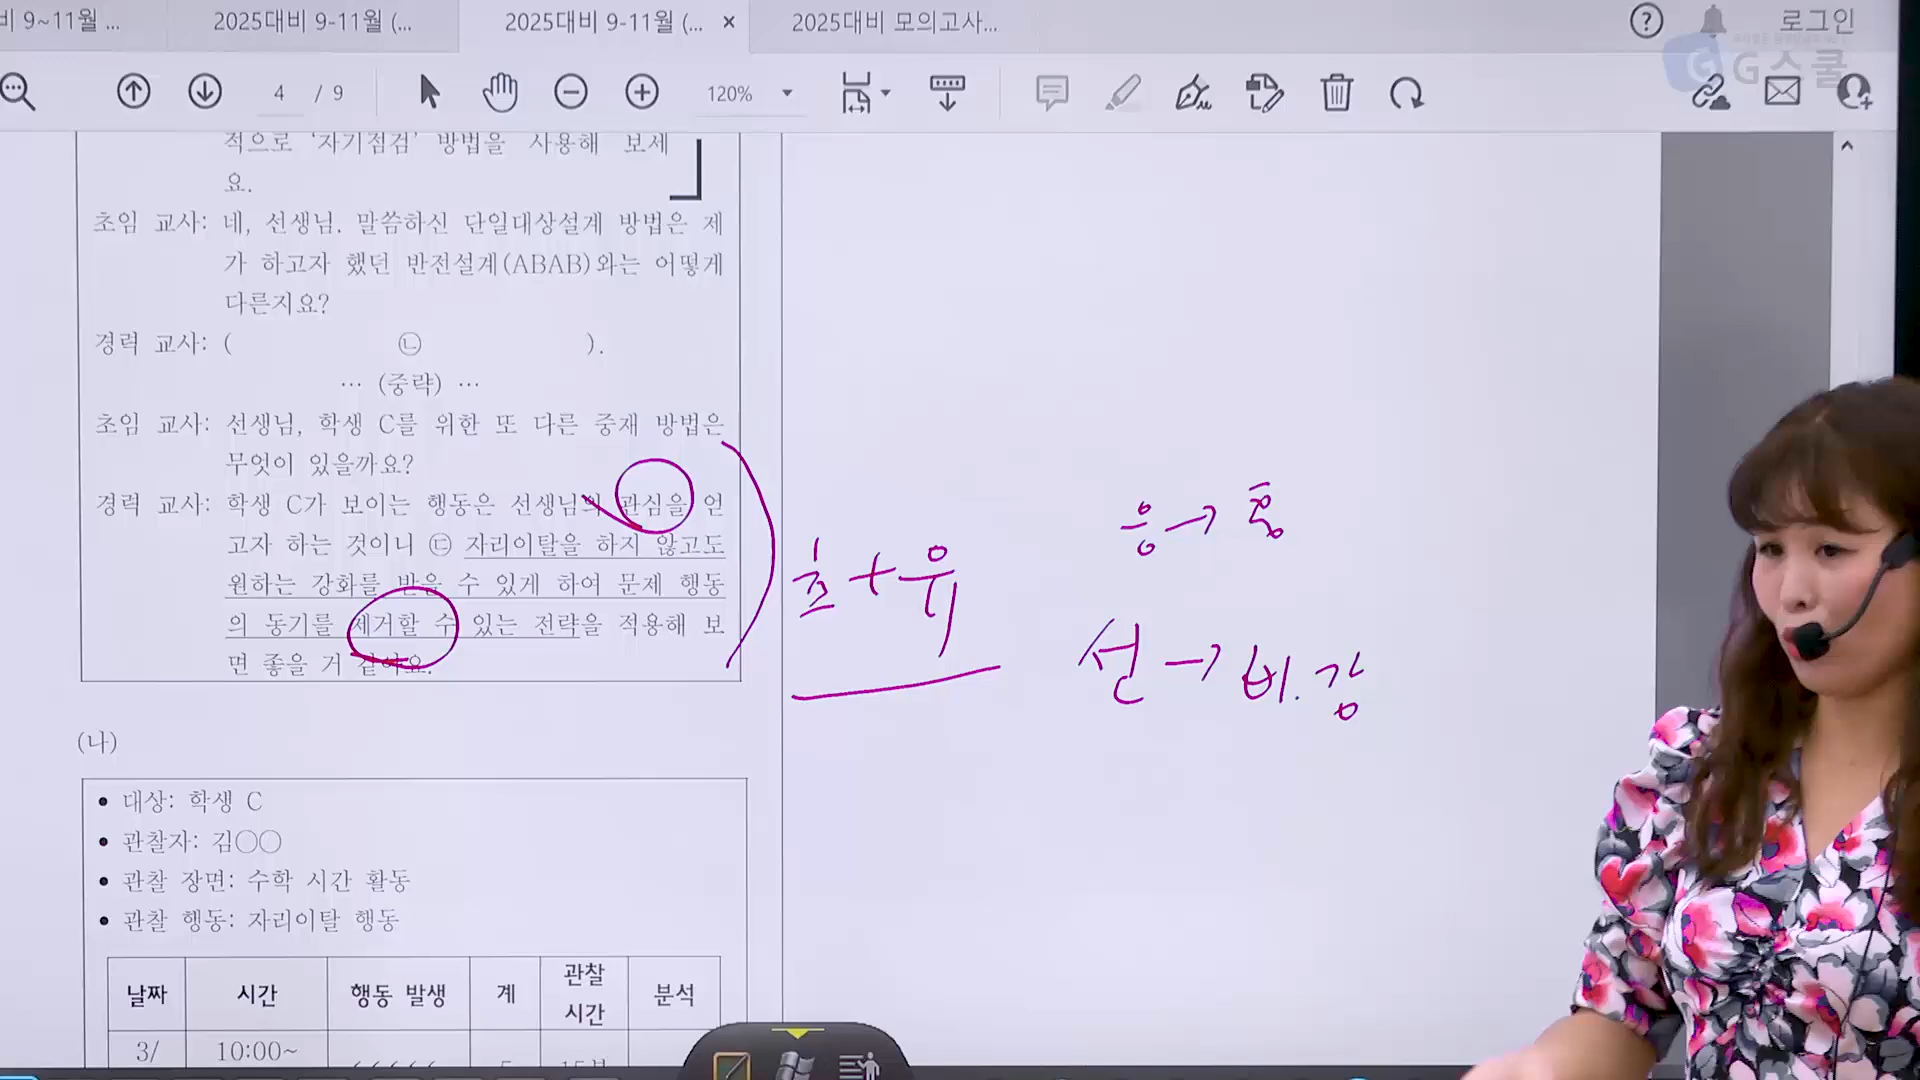 비 9~11월 ...
2025대비 9-11월 (...
2025대비 9-11월 (...
2025대비 모의고사...
로그인
G스쿨
4 / 9
120%
적으로 '자기점검' 방법을 사용해 보세
요.
초임 교사: 네, 선생님. 말씀하신 단일대상설계 방법은 제
가 하고자 했던 반전설계(ABAB)와는 어떻게
다른지요?
경력 교사: ( ㉡ ).
… (중략) …
초임 교사: 선생님, 학생 C를 위한 또 다른 중재 방법은
무엇이 있을까요?
경력 교사: 학생 C가 보이는 행동은 선생님의 관심을 얻
고자 하는 것이니 ㉢ 자리이탈을 하지 않고도
원하는 강화를 받을 수 있게 하여 문제 행동
의 동기를 제거할 수 있는 전략을 적용해 보
면 좋을 거 같아요.
초+유
응→통
선→비.강
(나)
• 대상: 학생 C
• 관찰자: 김○○
• 관찰 장면: 수학 시간 활동
• 관찰 행동: 자리이탈 행동
날짜 시간 행동 발생 계 관찰 시간 분석
3/ 10:00~